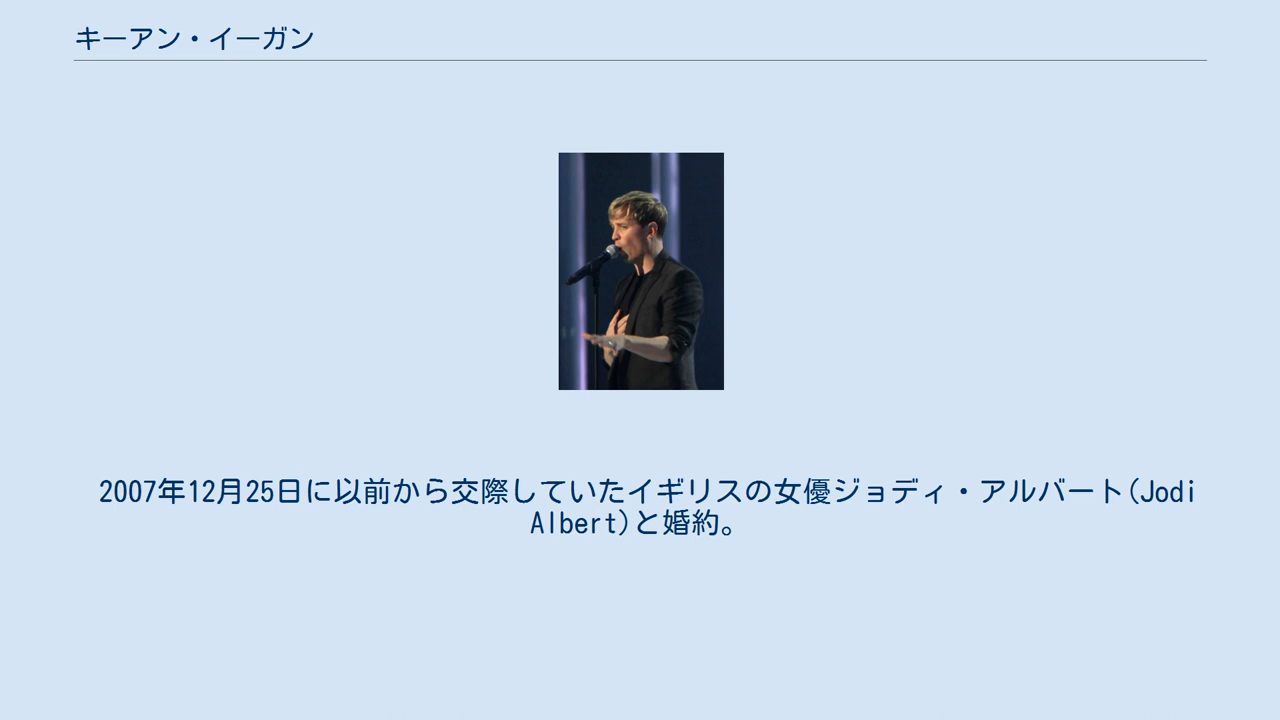 キーアン・イーガン
2007年12月25日に以前から交際していたイギリスの女優ジョディ・アルバート(Jodi
Albert)と婚約。